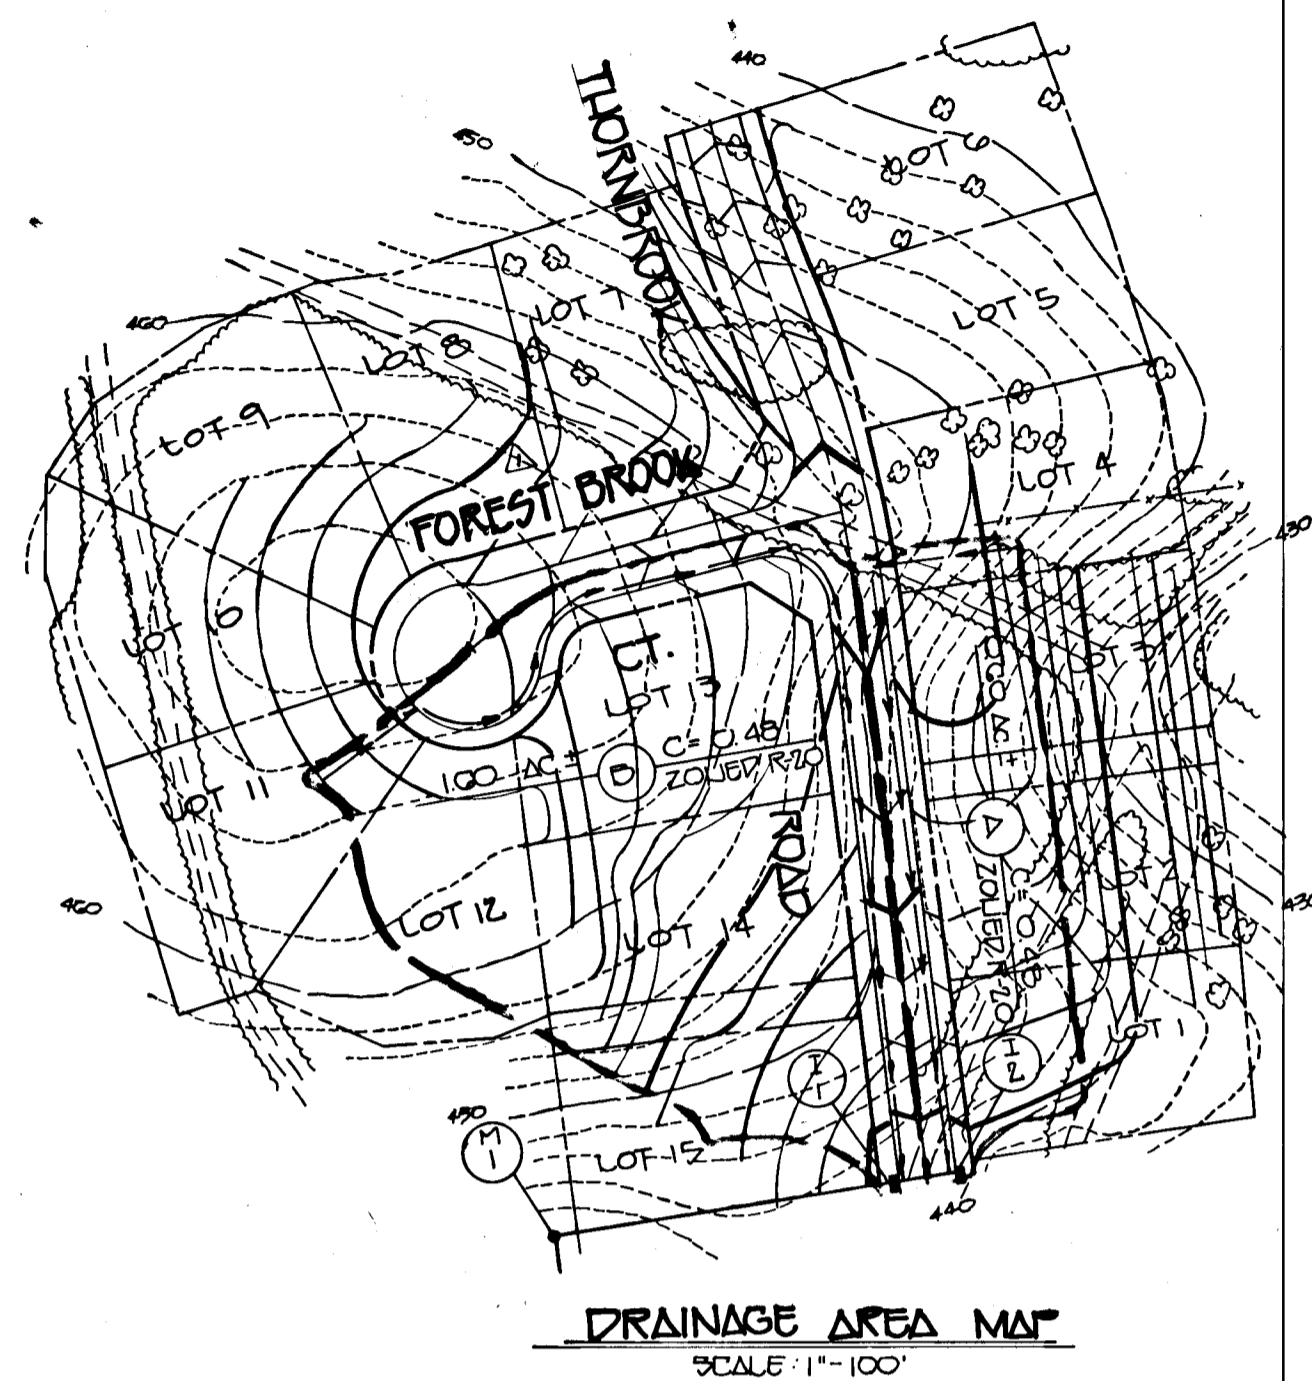 440
450
THORNBROOK
LOT 6
LOT 7
LOT 5
460
LOT 8
LOT 9
LOT 4
FOREST BROOK
430
LOT 10
CT.
LOT 13
LOT 3
C= 0.48
ZONED R-20
1.60 AC ±
B
LOT 11
A
ROAD
C= 0.48
ZONED R-20
460
LOT 12
LOT 14
430
LOT 1
I-1
I-2
450
M
1
LOT 15
440
DRAINAGE AREA MAP
SCALE: 1"-100'